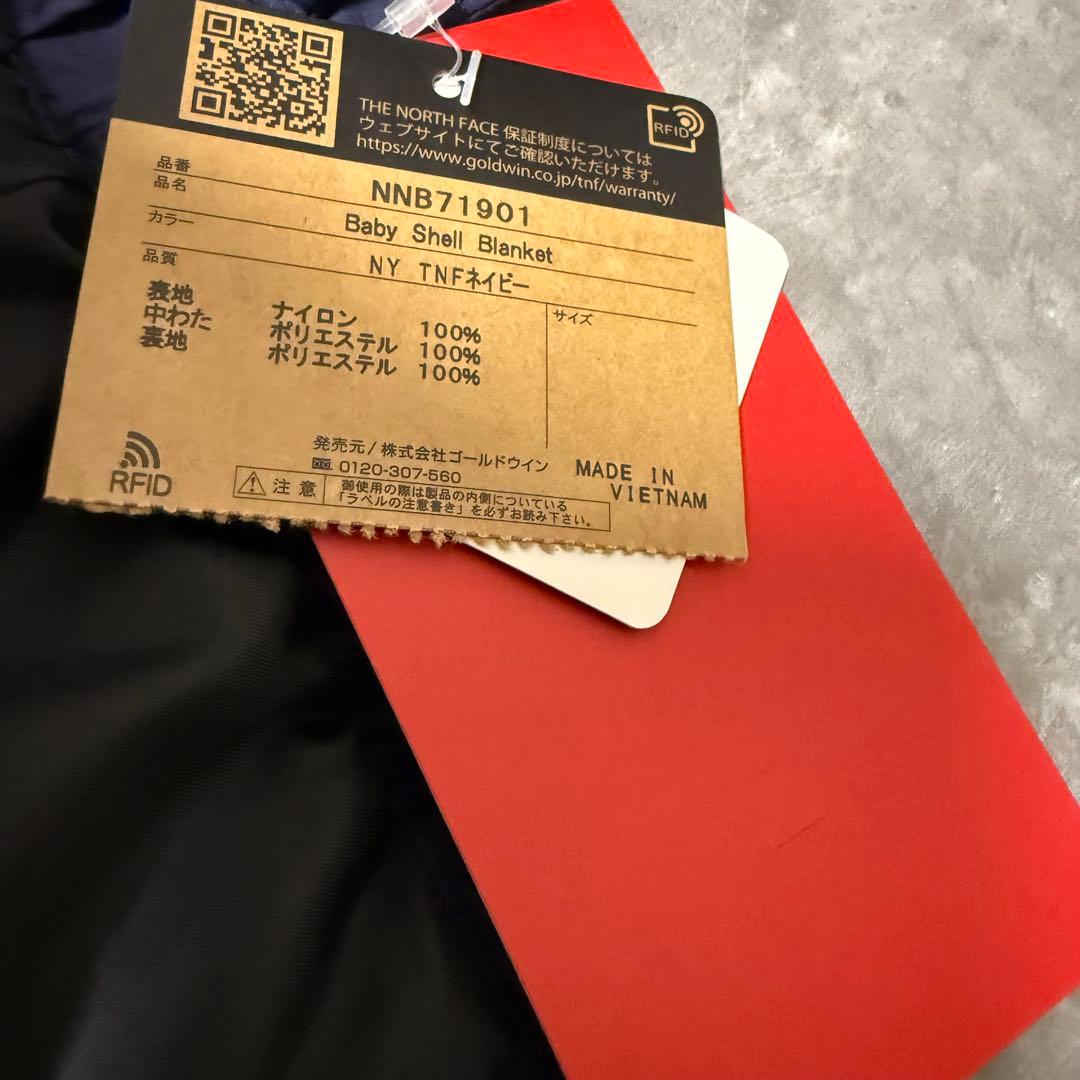 THE NORTH FACE 保証制度については
ウェブサイトにてご確認いただけます。
https://www.goldwin.co.jp/tnf/warranty/
RFID
品番 NNB71901
品名 Baby Shell Blanket
カラー NY TNFネイビー
品質
サイズ
表地 ナイロン 100%
中わた ポリエステル 100%
裏地 ポリエステル 100%
RFID
発売元/株式会社ゴールドウイン
0120-307-560
MADE IN
VIETNAM
注意
御使用の際は製品の内側についている
「ラベルの注意書き」を必ずお読み下さい。